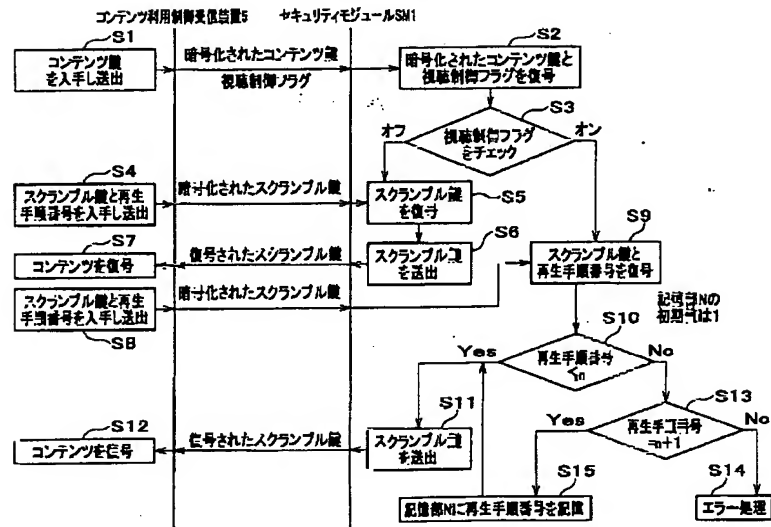 コンテンツ利用制御受信装置5
セキュリティモジュールSM1
S1
コンテンツ鍵
を入手し送出
暗号化されたコンテンツ鍵
視聴制御フラグ
S2
暗号化されたコンテンツ鍵と
視聴制御フラグを復号
S3
視聴制御フラグ
をチェック
オフ
オン
S4
スクランブル鍵と再生
手順番号を入手し送出
暗号化されたスクランブル鍵
スクランブル鍵
を復号
S5
S6
スクランブル鍵
を送出
復号されたスクランブル鍵
S7
コンテンツを復号
スクランブル鍵と再生
手順番号を入手し送出
S8
暗号化されたスクランブル鍵
S9
スクランブル鍵と
再生手順番号を復号
記憶部Nの
初期値は1
S10
再生手順番号
≦n
Yes
No
S11
スクランブル鍵
を送出
S12
コンテンツを復号
復号されたスクランブル鍵
S13
再生手順番号
=n+1
Yes
No
S15
記憶部Nに再生手順番号を記憶
S14
エラー処理